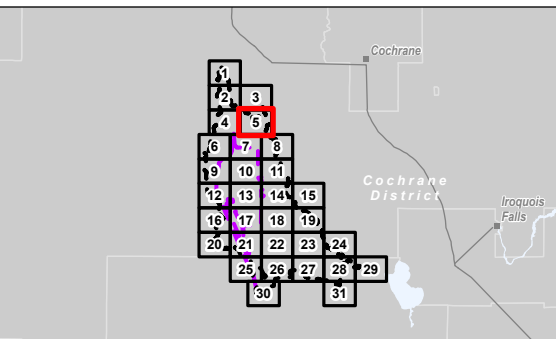 Cochrane
1
2 3
4 5
6 7 8
9 10 11
Cochrane
District
12 13 14 15
Iroquois
Falls
16 17 18 19
20 21 22 23 24
25 26 27 28 29
30 31